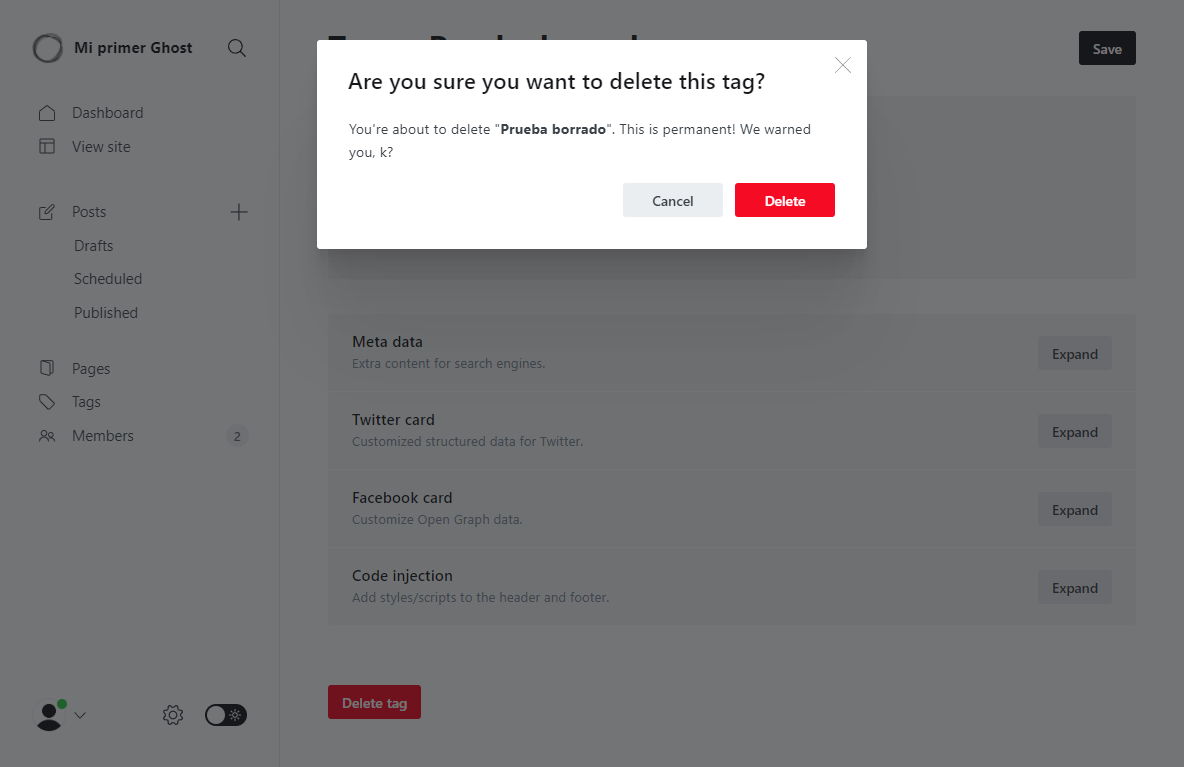 Mi primer Ghost
Dashboard
View site
Posts
Drafts
Scheduled
Published
Pages
Tags
Members
2
Save
Are you sure you want to delete this tag?
You're about to delete "Prueba borrado". This is permanent! We warned
you, k?
Cancel
Delete
Meta data
Extra content for search engines.
Expand
Twitter card
Customized structured data for Twitter.
Expand
Facebook card
Customize Open Graph data.
Expand
Code injection
Add styles/scripts to the header and footer.
Expand
Delete tag